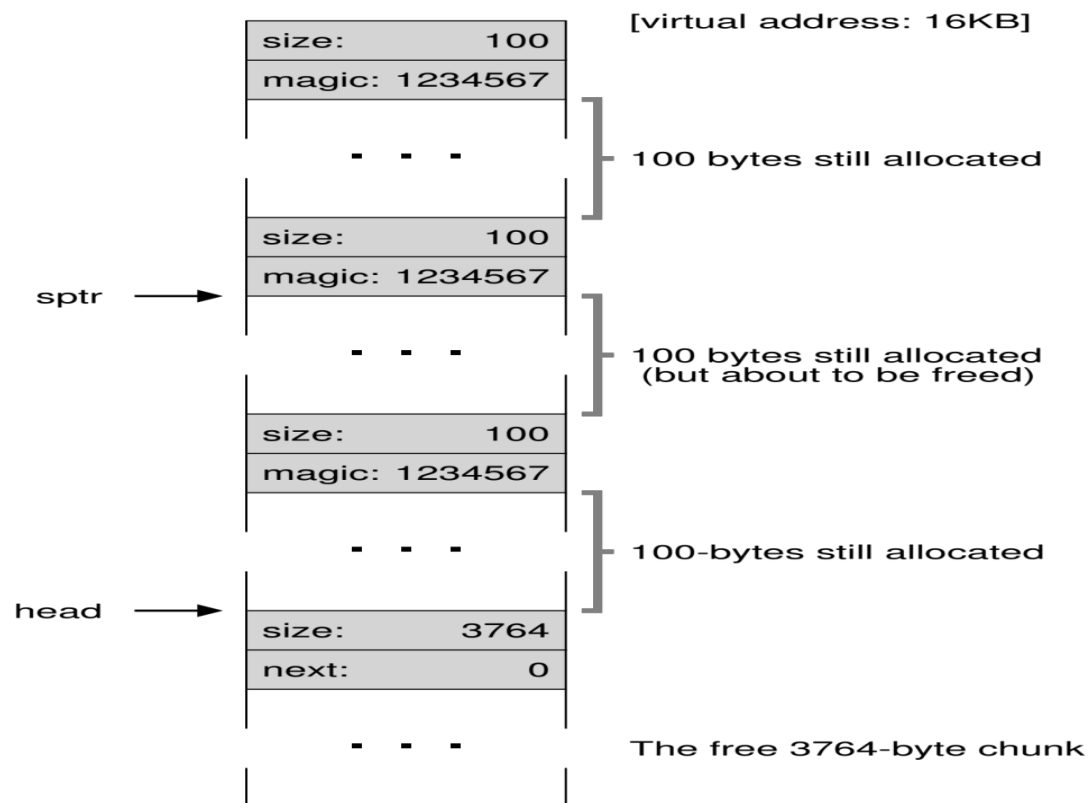 [virtual address: 16KB]
size: 100
magic: 1234567
100 bytes still allocated
size: 100
magic: 1234567
sptr
100 bytes still allocated
(but about to be freed)
size: 100
magic: 1234567
100-bytes still allocated
head
size: 3764
next: 0
The free 3764-byte chunk